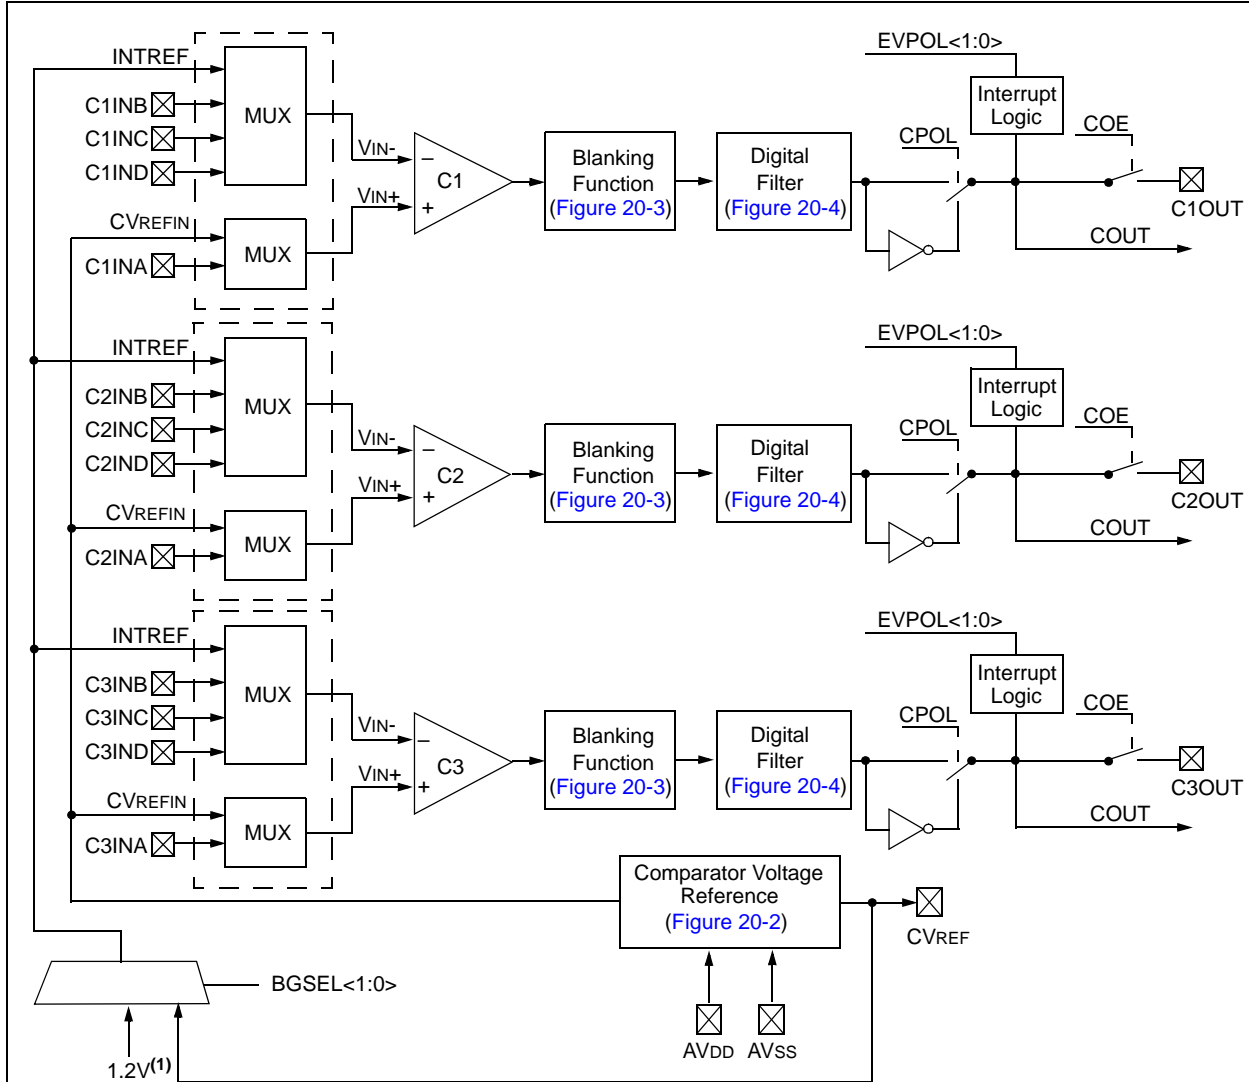 INTREF
C1INB
C1INC
C1IND
MUX
VIN-
CVREFIN
C1INA
MUX
VIN+
−
C1
+
Blanking
Function
(Figure 20-3)
Digital
Filter
(Figure 20-4)
CPOL
EVPOL<1:0>
Interrupt
Logic
COE
C1OUT
COUT
INTREF
C2INB
C2INC
C2IND
MUX
VIN-
CVREFIN
C2INA
MUX
VIN+
−
C2
+
Blanking
Function
(Figure 20-3)
Digital
Filter
(Figure 20-4)
CPOL
EVPOL<1:0>
Interrupt
Logic
COE
C2OUT
COUT
INTREF
C3INB
C3INC
C3IND
MUX
VIN-
CVREFIN
C3INA
MUX
VIN+
−
C3
+
Blanking
Function
(Figure 20-3)
Digital
Filter
(Figure 20-4)
CPOL
EVPOL<1:0>
Interrupt
Logic
COE
C3OUT
COUT
Comparator Voltage
Reference
(Figure 20-2)
CVREF
AVDD
AVSS
BGSEL<1:0>
1.2V(1)